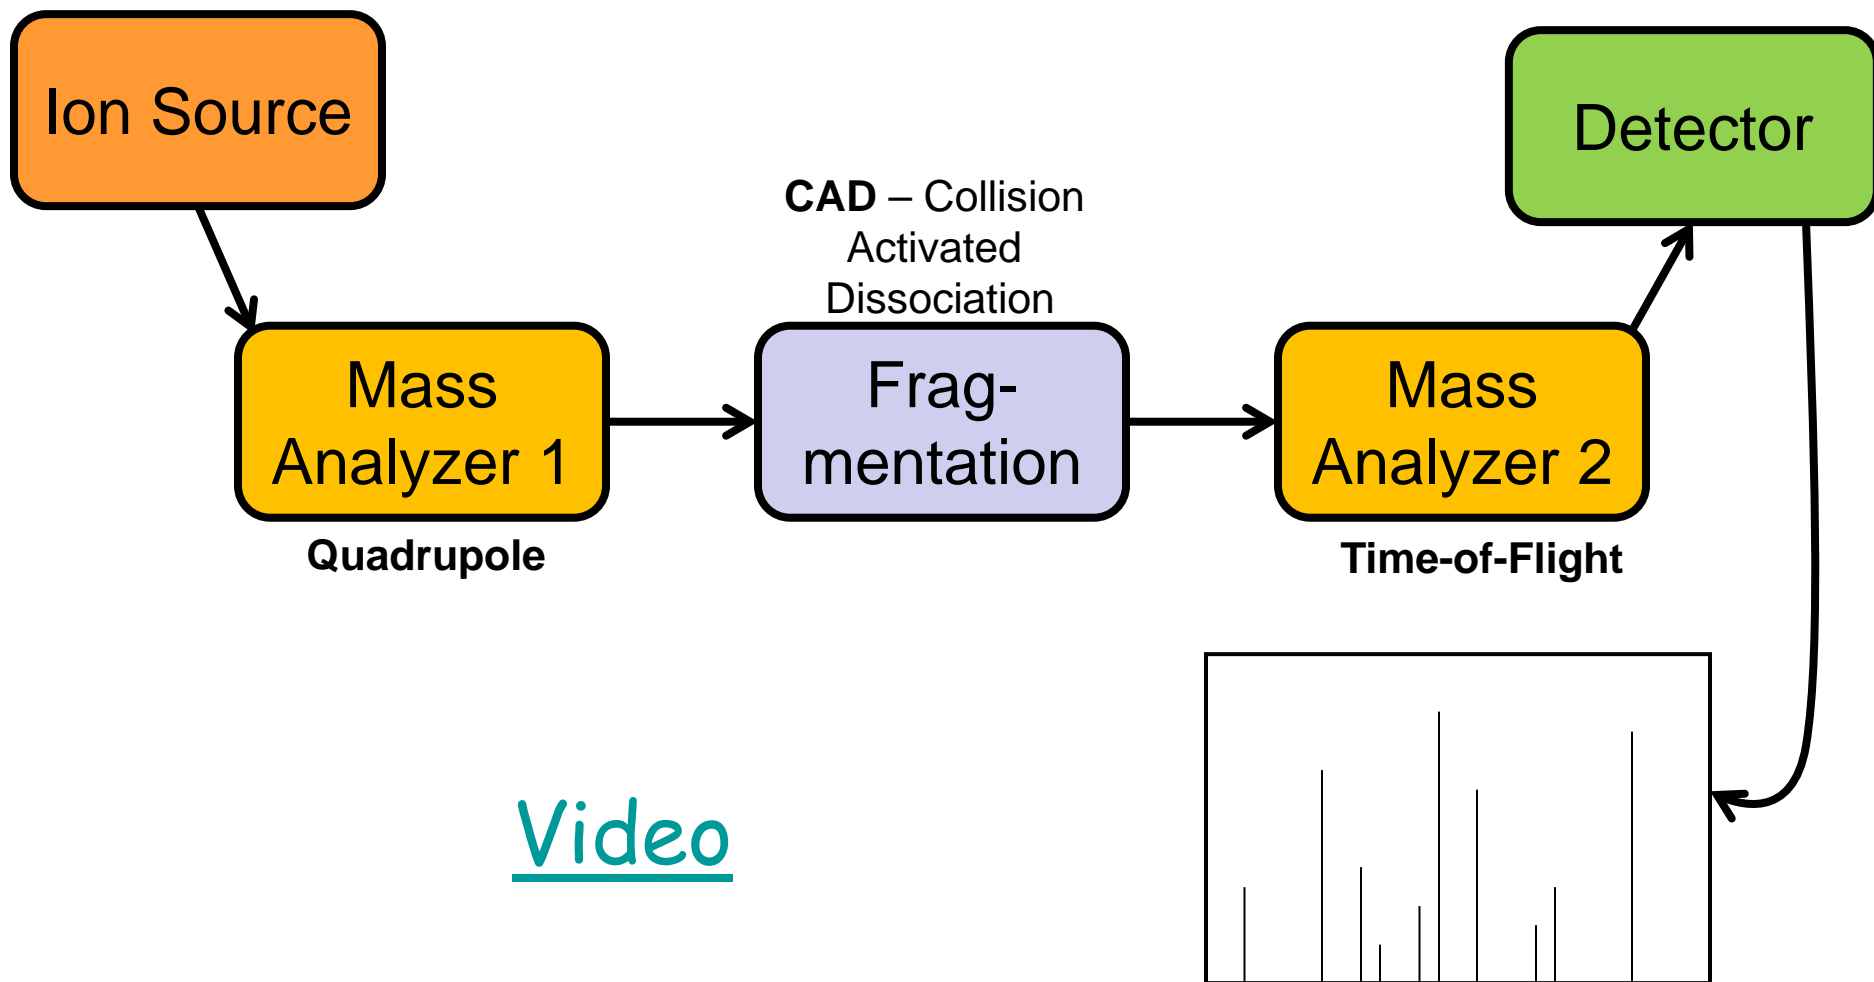 Ion Source
Detector
CAD – Collision
Activated
Dissociation
Mass
Analyzer 1
Frag-
mentation
Mass
Analyzer 2
Quadrupole
Time-of-Flight
Video